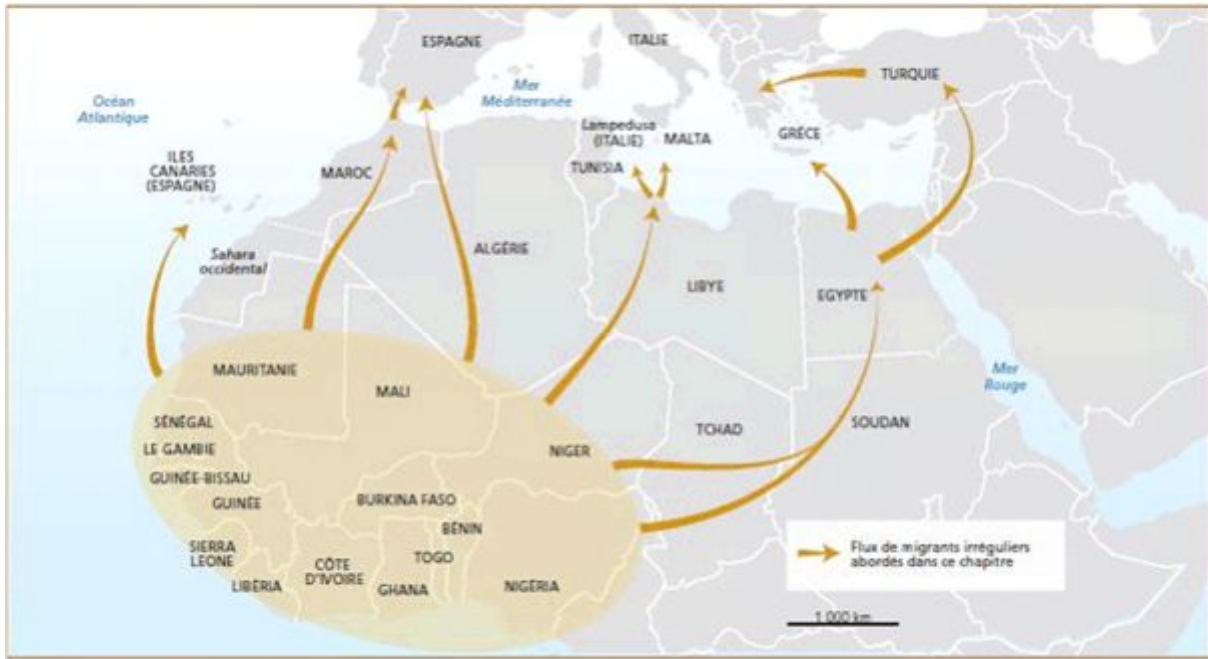 ESPAGNE
ITALIE
TURQUIE
Océan
Atlantique
Mer
Méditerranée
Lampedusa
(ITALIE)
MALTA
GRÉCE
ILES
CANARIES
(ESPAGNE)
MAROC
TUNISIA
Sahara
occidental
ALGÉRIE
LIBYE
EGYPTE
MAURITANIE
MALI
Mer
Rouge
SÉNÉGAL
LE GAMBIE
GUINÉE-BISSAU
GUINÉE
NIGER
TCHAD
SOUDAN
BURKINA FASO
BÉNIN
SIERRA
LEONE
LIBÉRIA
CÔTE
D'IVOIRE
TOGO
GHANA
NIGÉRIA
Flux de migrants irréguliers
abordés dans ce chapitre
1 000 km